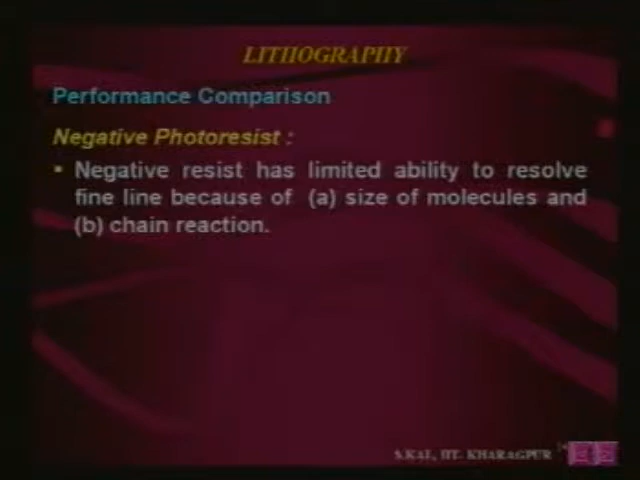 LITHOGRAPHY
Performance Comparison
Negative Photoresist :
▪ Negative resist has limited ability to resolve
fine line because of (a) size of molecules and
(b) chain reaction.
S.KAL, IIT- KHARAGPUR